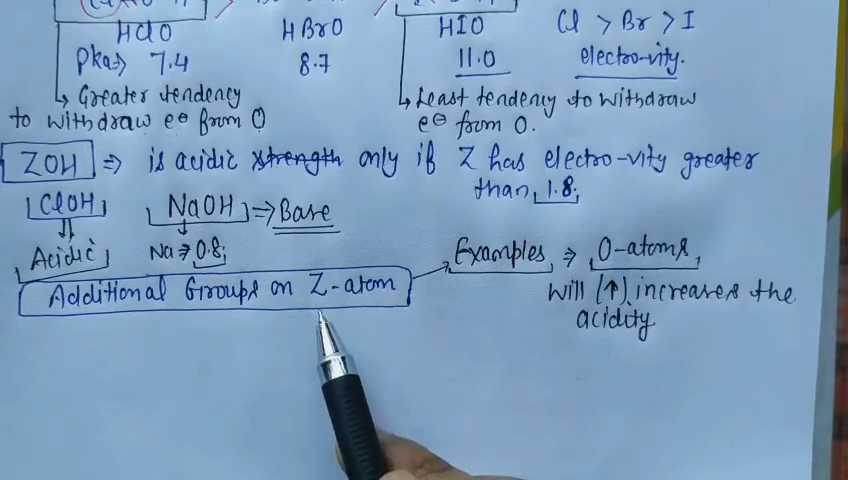 HClO HBrO HIO Cl > Br > I
Pka⇒ 7.4 8.7 11.0 electro-vity.
↳ Greater tendency to withdraw e⊖ from O
↳ Least tendency to withdraw e⊖ from O.
ZOH ⇒ is acidic strength only if Z has electro-vity greater than 1.8;
ClOH NaOH ⇒ Base
Acidic Na⇒0.8;
Additional Groups on Z-atom
Examples ⇒ O-atoms,
will (↑) increases the acidity